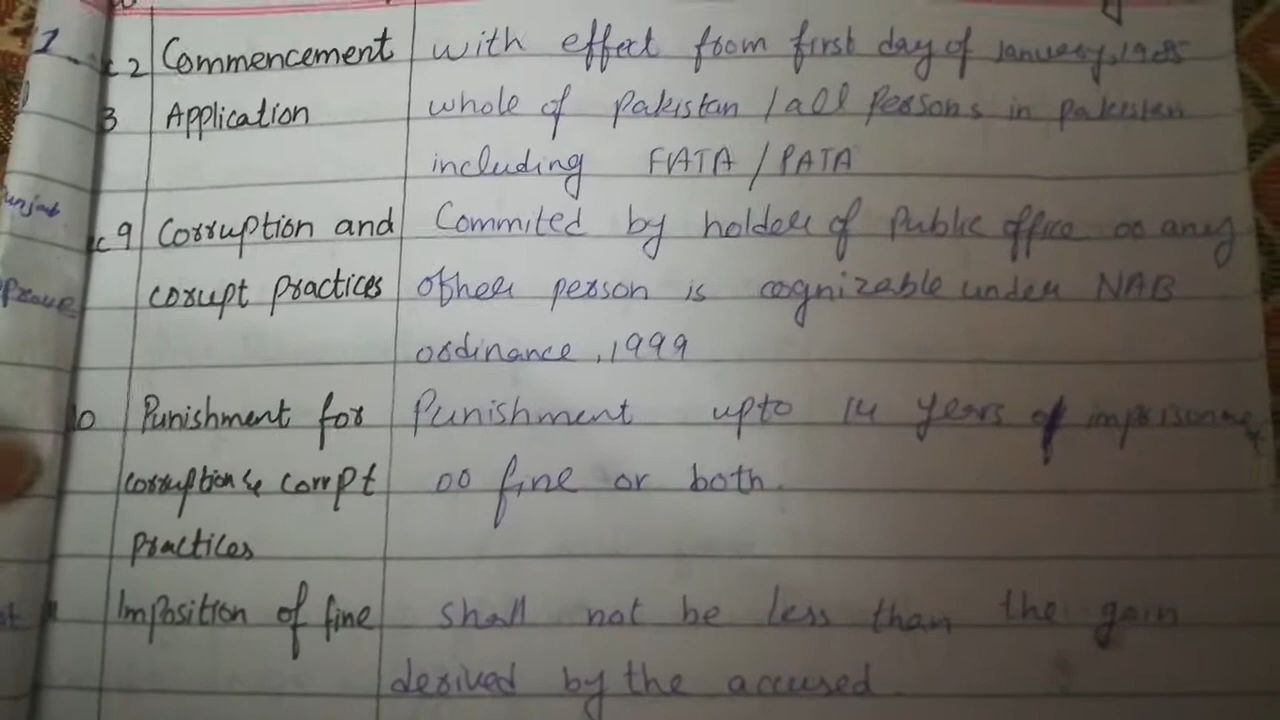 2 Commencement with effect from first day of January, 1985
3 Application whole of Pakistan / all Persons in Pakistan
including FATA / PATA
9 Corruption and Commited by holder of Public office or any
corupt practices other person is cognizable under NAB
ordinance, 1999
10 Punishment for Punishment upto 14 years of
corruption & corrpt or fine or both.
practices
Imposition of fine shall not be less than the gain
derived by the accused.